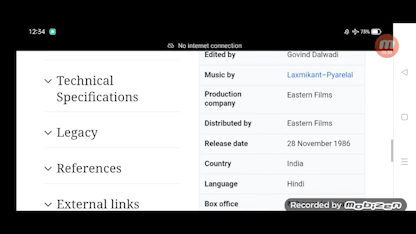 12:34
73%
No internet connection
Technical
Specifications
Legacy
References
External links
Edited by Govind Dalwadi
Music by Laxmikant–Pyarelal
Production
company Eastern Films
Distributed by Eastern Films
Release date 28 November 1986
Country India
Language Hindi
Box office
Recorded by mobizen